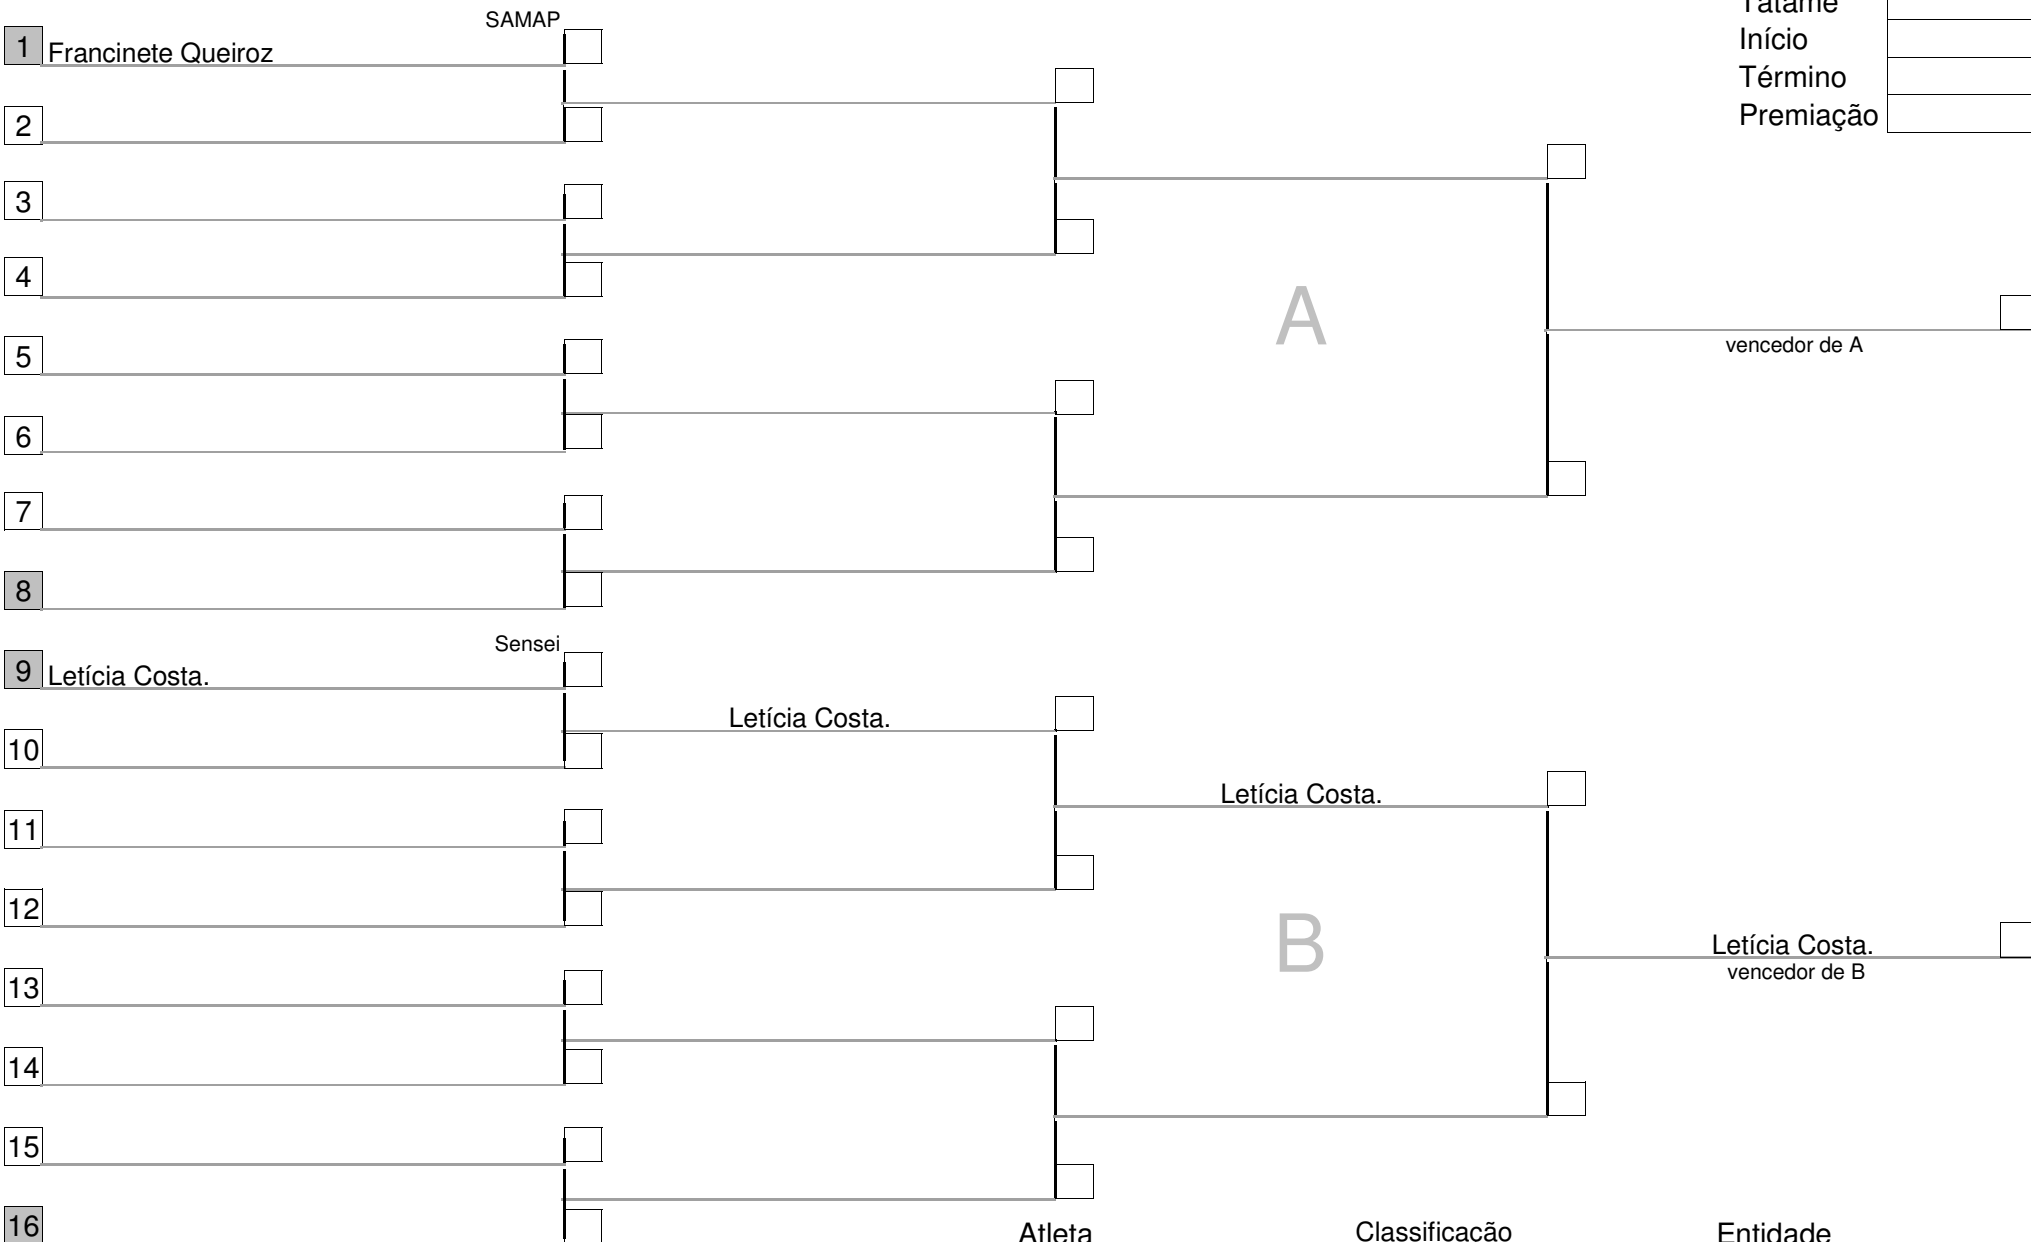 Tatame
SAMAP
1 Francinete Queiroz
Início
Término
2
Premiação
3
4
A
5
vencedor de A
6
7
8
Sensei
9 Letícia Costa.
Letícia Costa.
10
Letícia Costa.
11
12
B
Letícia Costa.
vencedor de B
13
14
15
16
Atleta Classificação Entidade